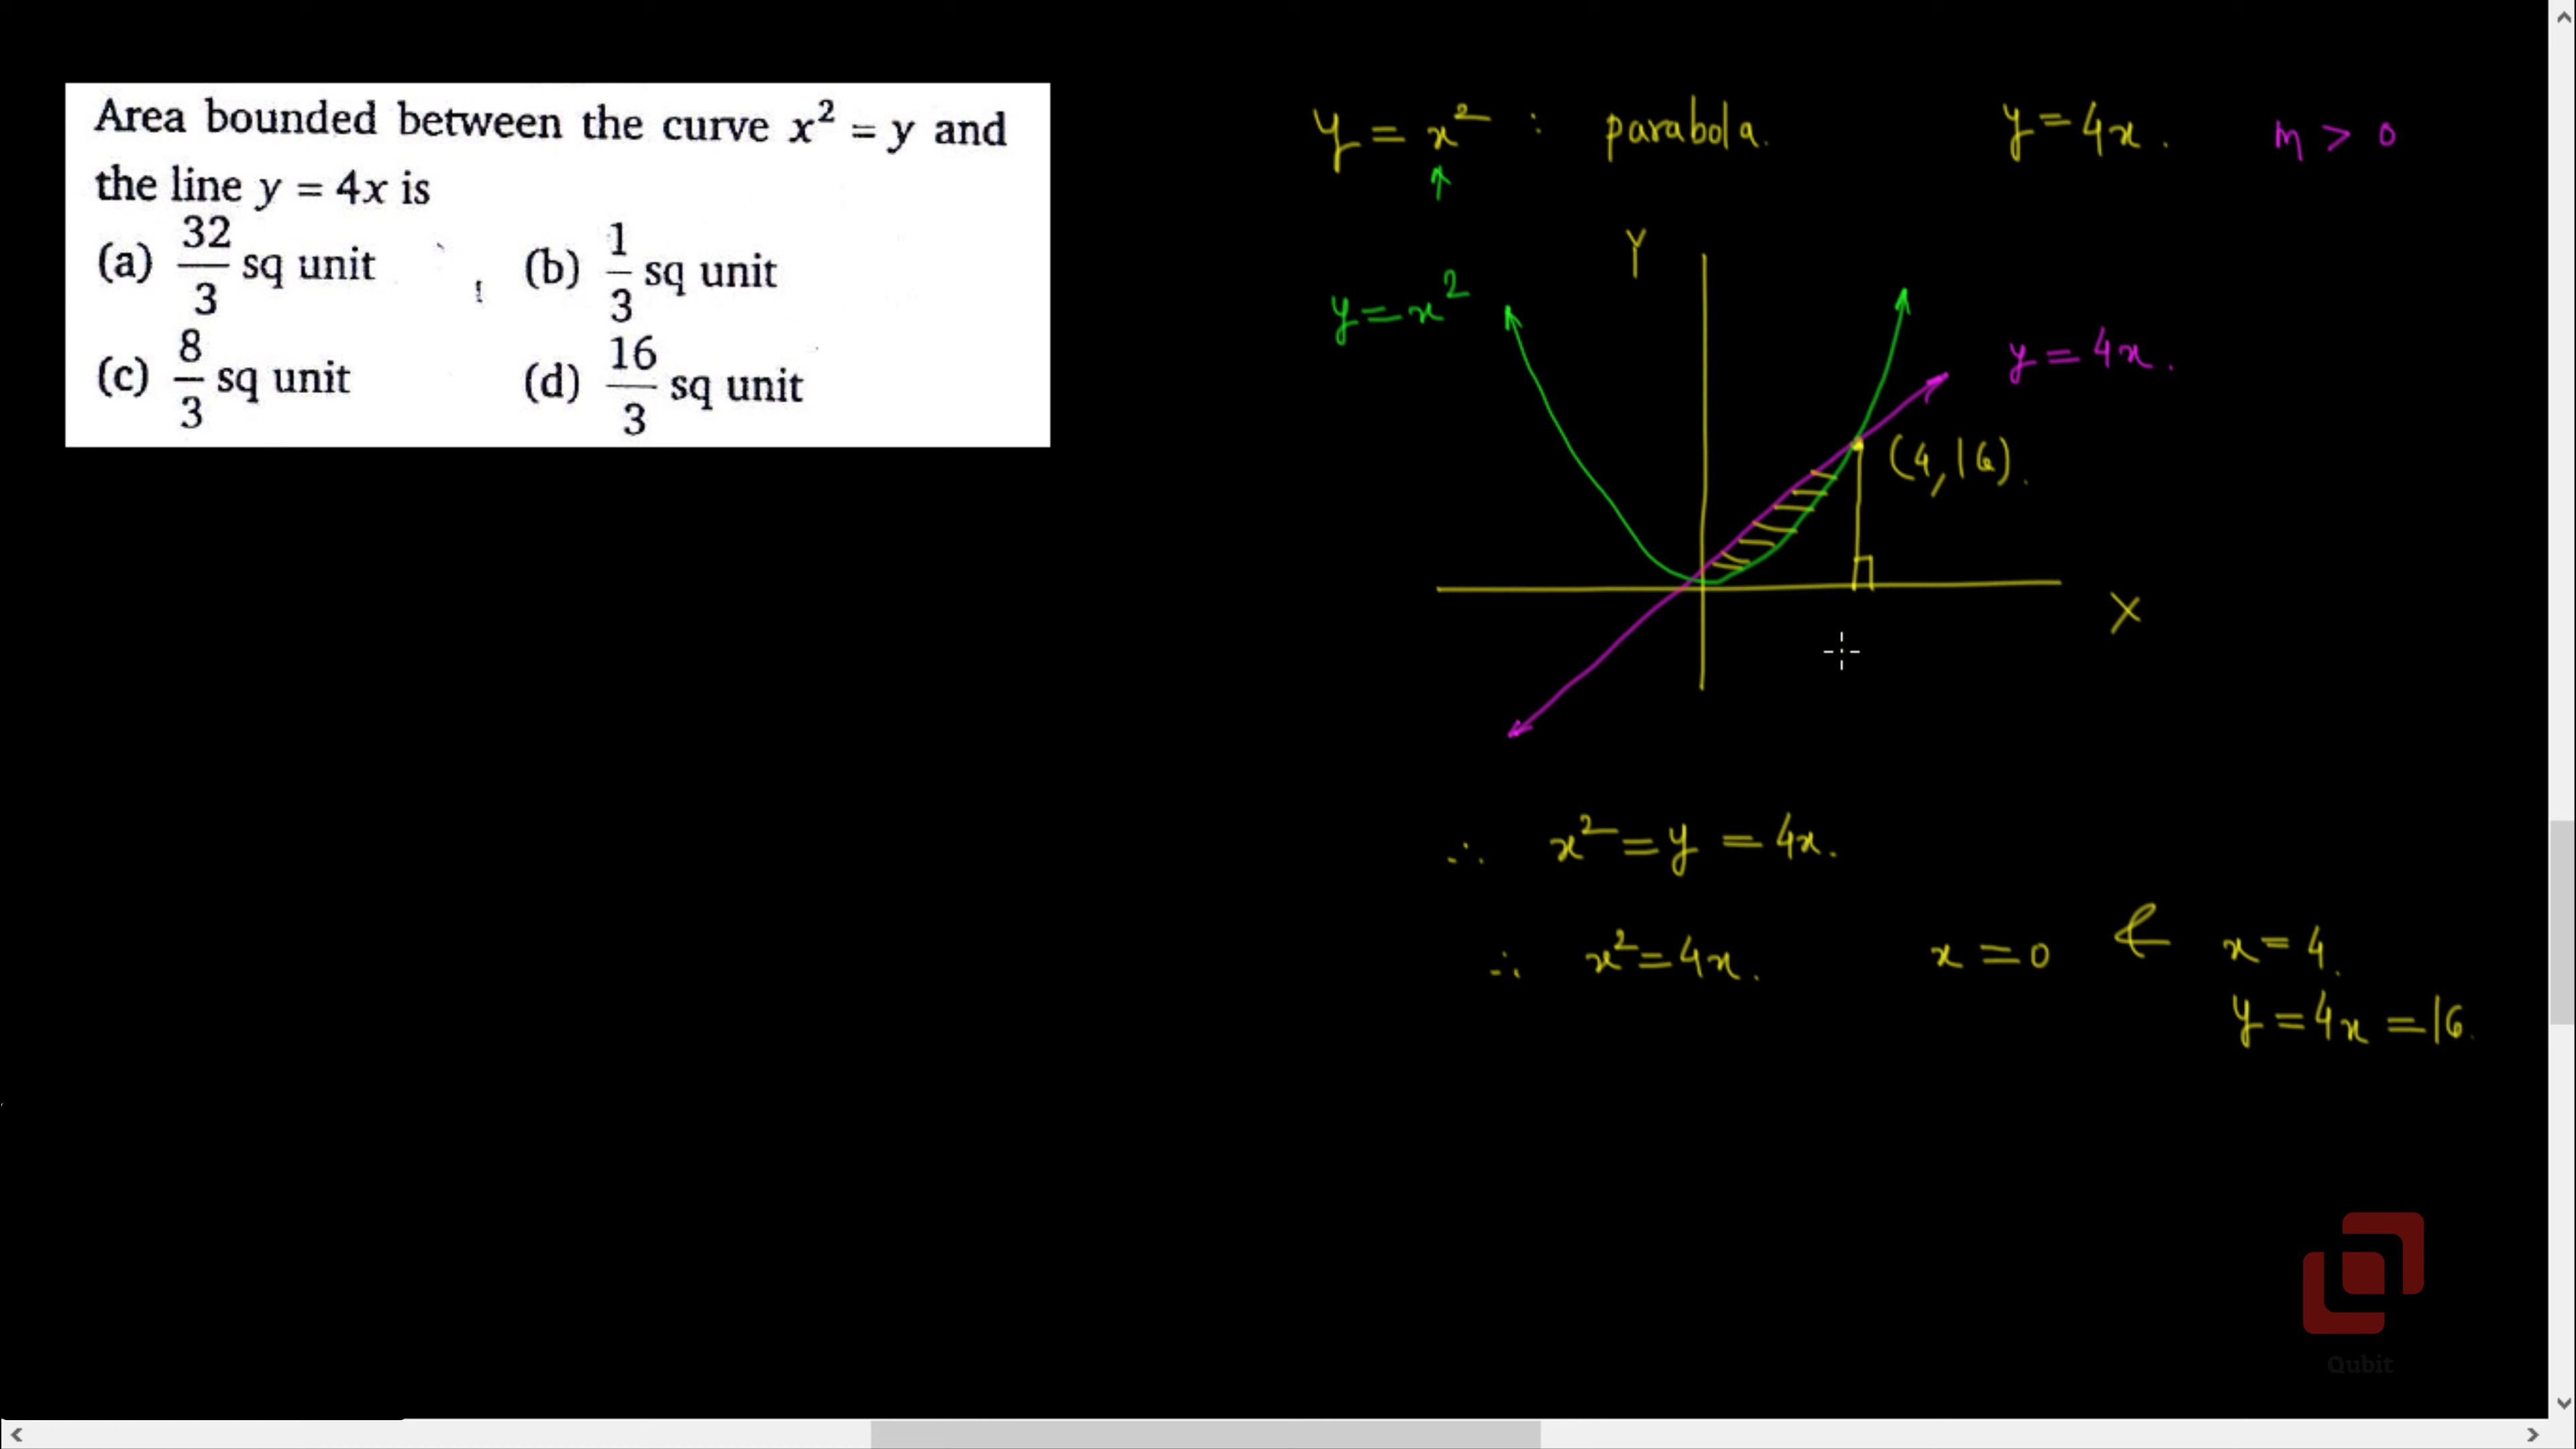 Area bounded between the curve x² = y and
the line y = 4x is
(a) 32/3 sq unit (b) 1/3 sq unit
(c) 8/3 sq unit (d) 16/3 sq unit
y = x² : parabola. y = 4x. m > 0
↑
Y
y = x²
y = 4x.
(4, 16).
X
∴ x² = y = 4x.
∴ x² = 4x. x = 0 & x = 4.
y = 4x = 16.
Qubit